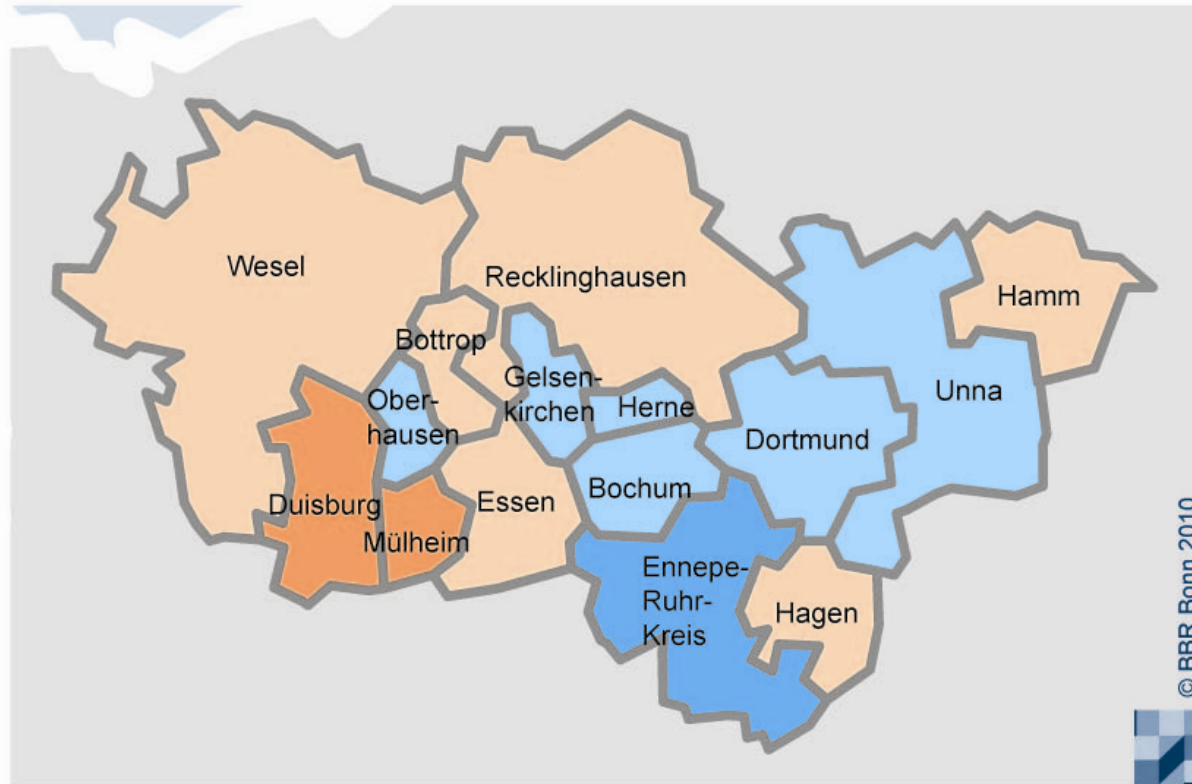 Wesel
Recklinghausen
Hamm
Bottrop
Gelsen-
kirchen
Ober-
hausen
Herne
Unna
Dortmund
Duisburg
Essen
Bochum
Mülheim
Ennepe-
Ruhr-
Kreis
Hagen
© BBR Bonn 2010